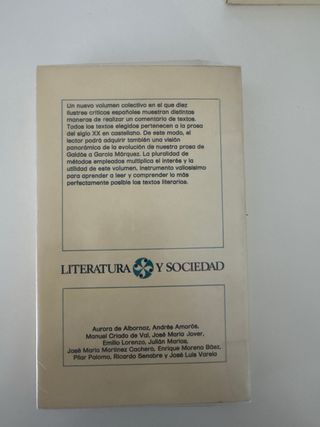 Un nuevo volumen colectivo en el que diez
ilustres críticos españoles muestran distintas
maneras de realizar un comentario de textos.
Todos los textos elegidos pertenecen a la prosa
del siglo XX en castellano. De este modo, el
lector podrá adquirir también una visión
panorámica de la evolución de nuestra prosa de
Galdós a García Márquez. La pluralidad de
métodos empleados multiplica el interés y la
utilidad de este volumen, instrumento valiosísimo
para aprender a leer y comprender lo más
perfectamente posible los textos literarios.
LITERATURA Y SOCIEDAD
Aurora de Albornoz, Andrés Amorós,
Manuel Criado de Val, José María Jover,
Emilio Lorenzo, Julián Marías,
José María Martínez Cachero, Enrique Moreno Báez,
Pilar Palomo, Ricardo Senabre y José Luis Varela